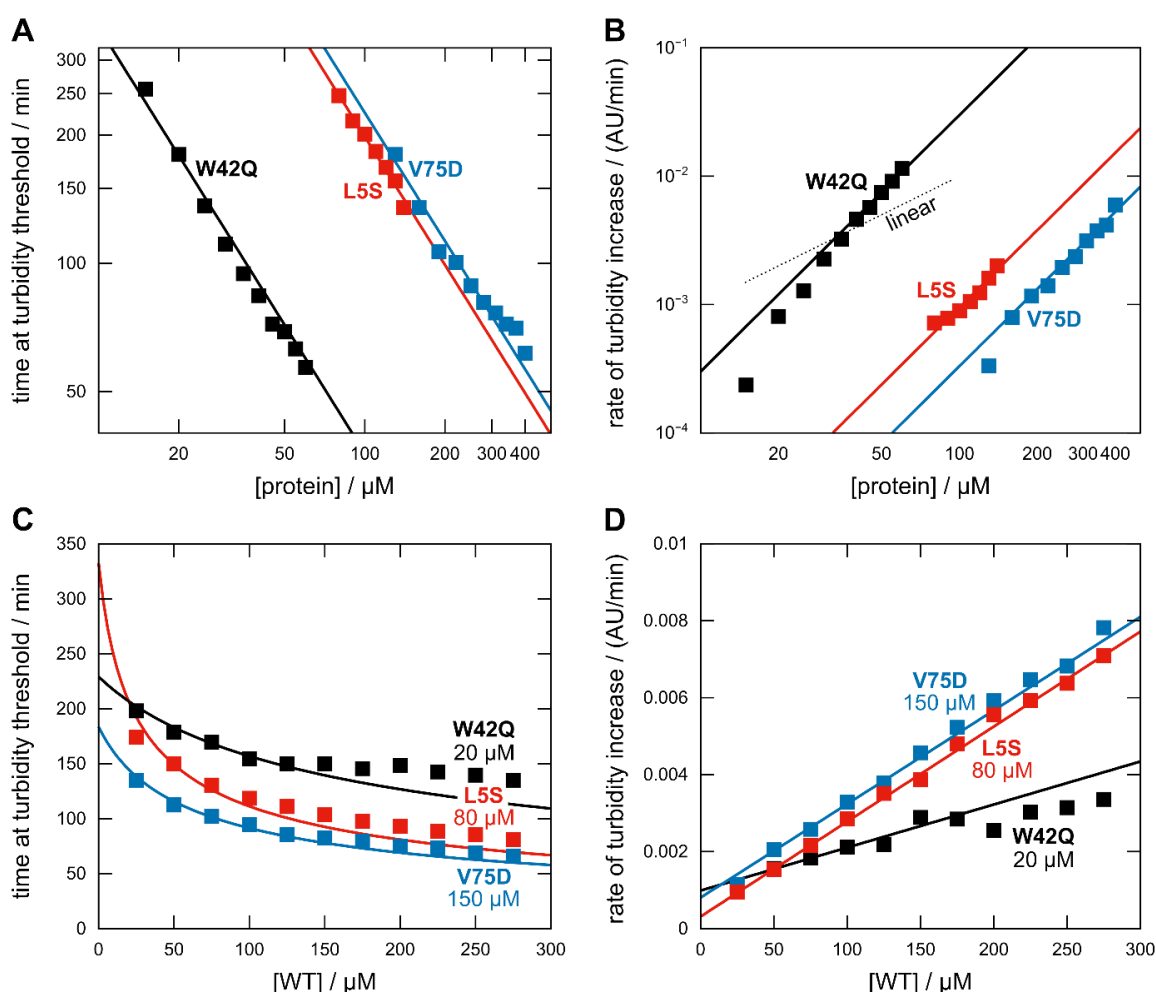 A
time at turbidity threshold / min
300
250
200
150
100
50
W42Q
V75D
L5S
20
50
100
200
300
400
[protein] / µM
B
rate of turbidity increase / (AU/min)
10⁻¹
10⁻²
10⁻³
10⁻⁴
W42Q
linear
L5S
V75D
20
50
100
200
300
400
[protein] / µM
C
time at turbidity threshold / min
350
300
250
200
150
100
50
0
W42Q
20 µM
L5S
80 µM
V75D
150 µM
0
50
100
150
200
250
300
[WT] / µM
D
rate of turbidity increase / (AU/min)
0.01
0.008
0.006
0.004
0.002
0
V75D
150 µM
L5S
80 µM
W42Q
20 µM
0
50
100
150
200
250
300
[WT] / µM